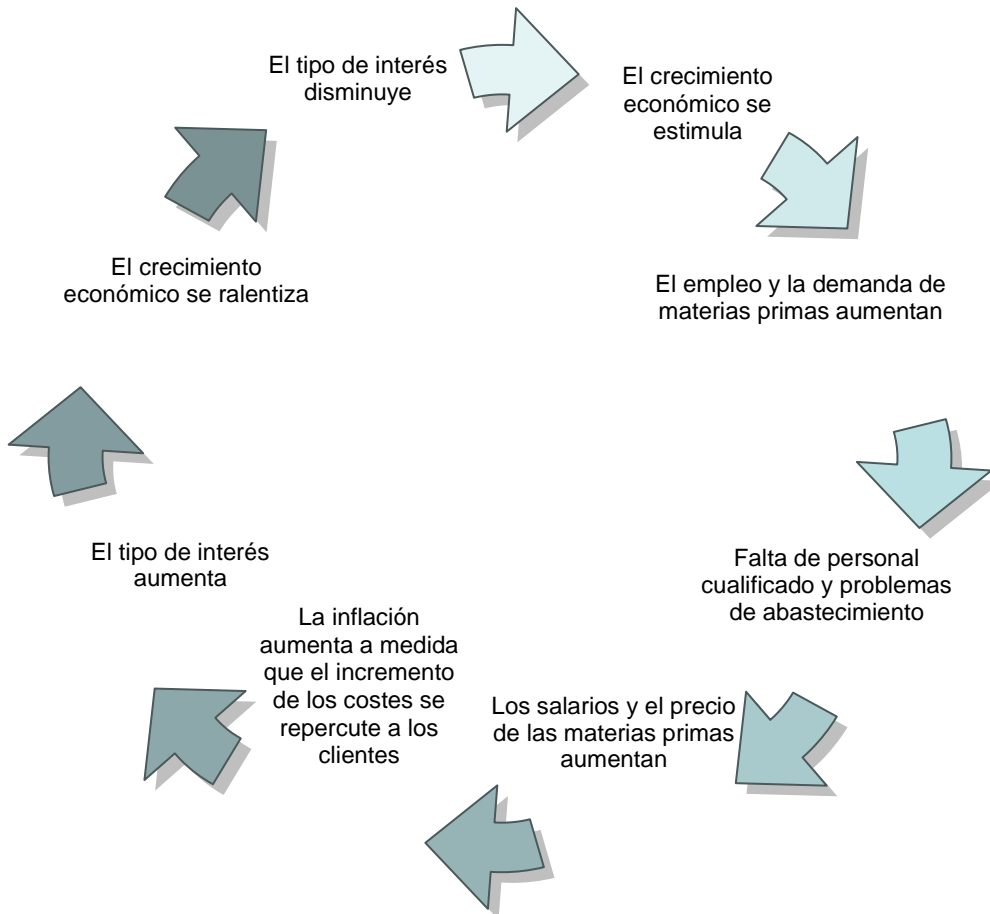 El tipo de interés
disminuye
El crecimiento
económico se
estimula
El empleo y la demanda de
materias primas aumentan
Falta de personal
cualificado y problemas
de abastecimiento
Los salarios y el precio
de las materias primas
aumentan
La inflación
aumenta a medida
que el incremento
de los costes se
repercute a los
clientes
El tipo de interés
aumenta
El crecimiento
económico se ralentiza